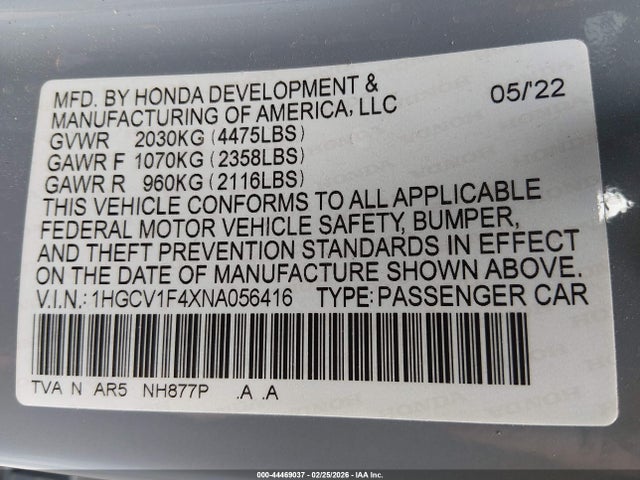 MFD. BY HONDA DEVELOPMENT &
MANUFACTURING OF AMERICA, LLC 05/'22
GVWR 2030KG (4475LBS)
GAWR F 1070KG (2358LBS)
GAWR R 960KG (2116LBS)
THIS VEHICLE CONFORMS TO ALL APPLICABLE
FEDERAL MOTOR VEHICLE SAFETY, BUMPER,
AND THEFT PREVENTION STANDARDS IN EFFECT
ON THE DATE OF MANUFACTURE SHOWN ABOVE.
V.I.N.: 1HGCV1F4XNA056416 TYPE: PASSENGER CAR
TVA N AR5 NH877P .A .A
000-44469037 - 02/25/2026 - IAA Inc.